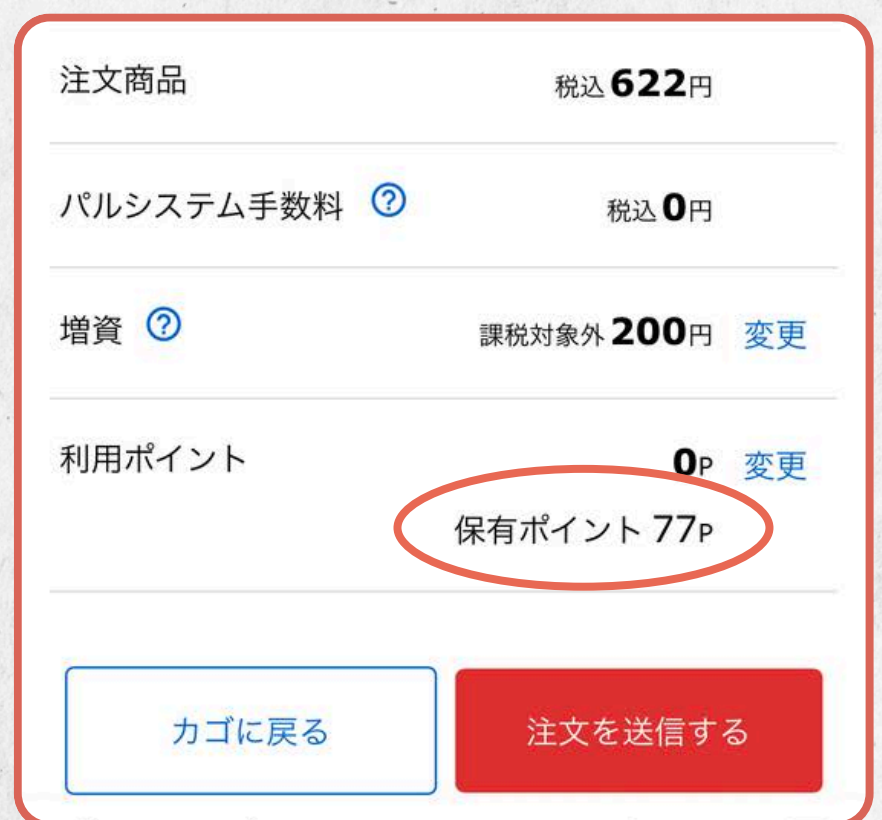 注文商品 税込622円
パルシステム手数料 ? 税込0円
増資 ? 課税対象外200円 変更
利用ポイント 0P 変更
保有ポイント 77P
カゴに戻る 注文を送信する